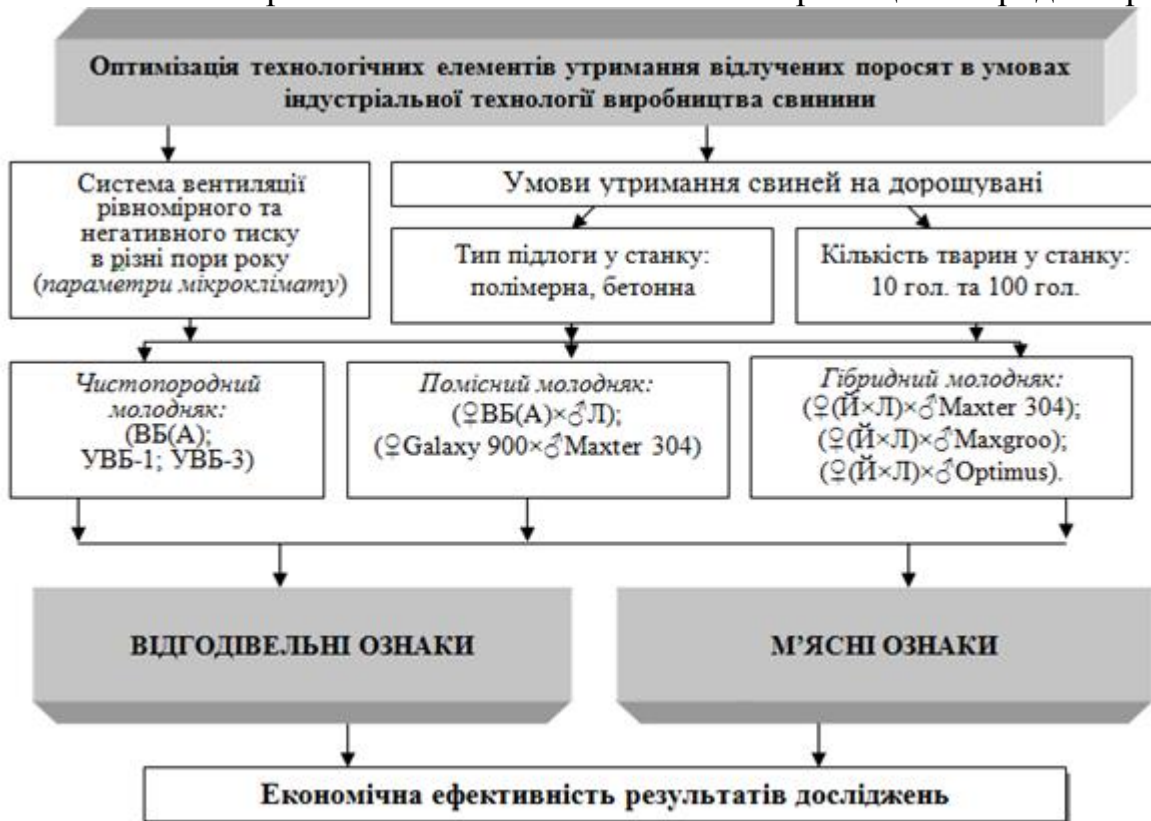 Оптимізація технологічних елементів утримання відлучених поросят в умовах
індустріальної технології виробництва свинини
Система вентиляції
рівномірного та
негативного тиску
в різні пори року
(параметри мікроклімату)
Умови утримання свиней на дорощувані
Тип підлоги у станку:
полімерна, бетонна
Кількість тварин у станку:
10 гол. та 100 гол.
Чистопородний
молодняк:
(ВБ(А);
УВБ-1; УВБ-3)
Помісний молодняк:
(♀ВБ(А)×♂Л);
(♀Galaxy 900×♂Maxter 304)
Гібридний молодняк:
(♀(Й×Л)×♂Maxter 304);
(♀(Й×Л)×♂Maxgroo);
(♀(Й×Л)×♂Optimus).
ВІДГОДІВЕЛЬНІ ОЗНАКИ
М’ЯСНІ ОЗНАКИ
Економічна ефективність результатів досліджень